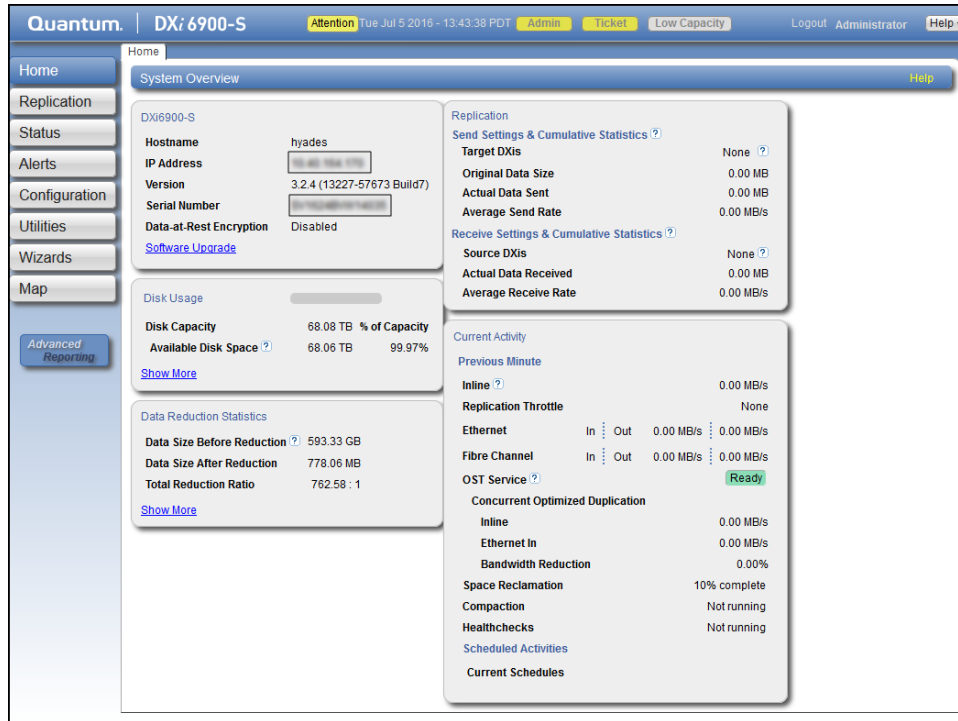 Quantum. | DXi 6900-S Attention Tue Jul 5 2016 - 13:43:38 PDT Admin Ticket Low Capacity Logout Administrator Help
Home
Home
Replication
Status
Alerts
Configuration
Utilities
Wizards
Map
Advanced
Reporting
System Overview Help
DXi6900-S
Hostname hyades
IP Address
Version 3.2.4 (13227-57673 Build7)
Serial Number
Data-at-Rest Encryption Disabled
Software Upgrade
Disk Usage
Disk Capacity 68.08 TB % of Capacity
Available Disk Space ? 68.06 TB 99.97%
Show More
Data Reduction Statistics
Data Size Before Reduction ? 593.33 GB
Data Size After Reduction 778.06 MB
Total Reduction Ratio 762.58 : 1
Show More
Replication
Send Settings & Cumulative Statistics ?
Target DXis None ?
Original Data Size 0.00 MB
Actual Data Sent 0.00 MB
Average Send Rate 0.00 MB/s
Receive Settings & Cumulative Statistics ?
Source DXis None ?
Actual Data Received 0.00 MB
Average Receive Rate 0.00 MB/s
Current Activity
Previous Minute
Inline ? 0.00 MB/s
Replication Throttle None
Ethernet In Out 0.00 MB/s 0.00 MB/s
Fibre Channel In Out 0.00 MB/s 0.00 MB/s
OST Service ? Ready
Concurrent Optimized Duplication
Inline 0.00 MB/s
Ethernet In 0.00 MB/s
Bandwidth Reduction 0.00%
Space Reclamation 10% complete
Compaction Not running
Healthchecks Not running
Scheduled Activities
Current Schedules